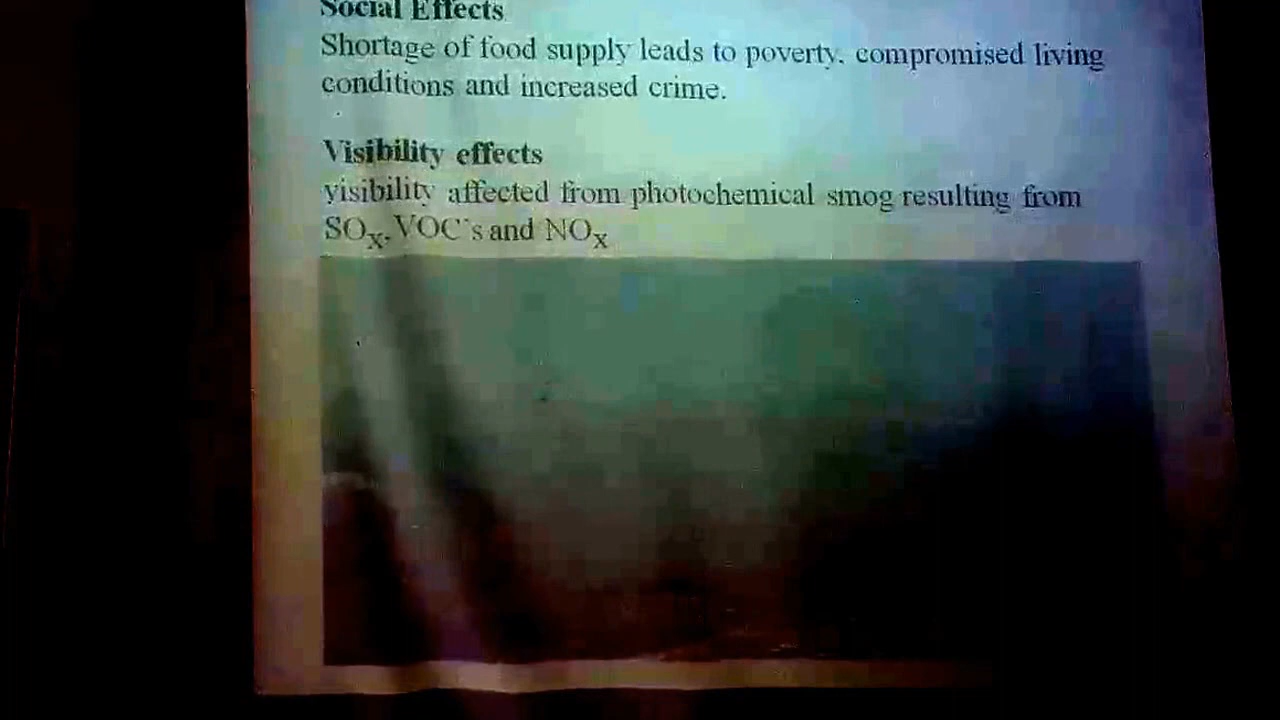 Social Effects
Shortage of food supply leads to poverty, compromised living
conditions and increased crime.
Visibility effects
visibility affected from photochemical smog resulting from
SOx, VOC's and NOx